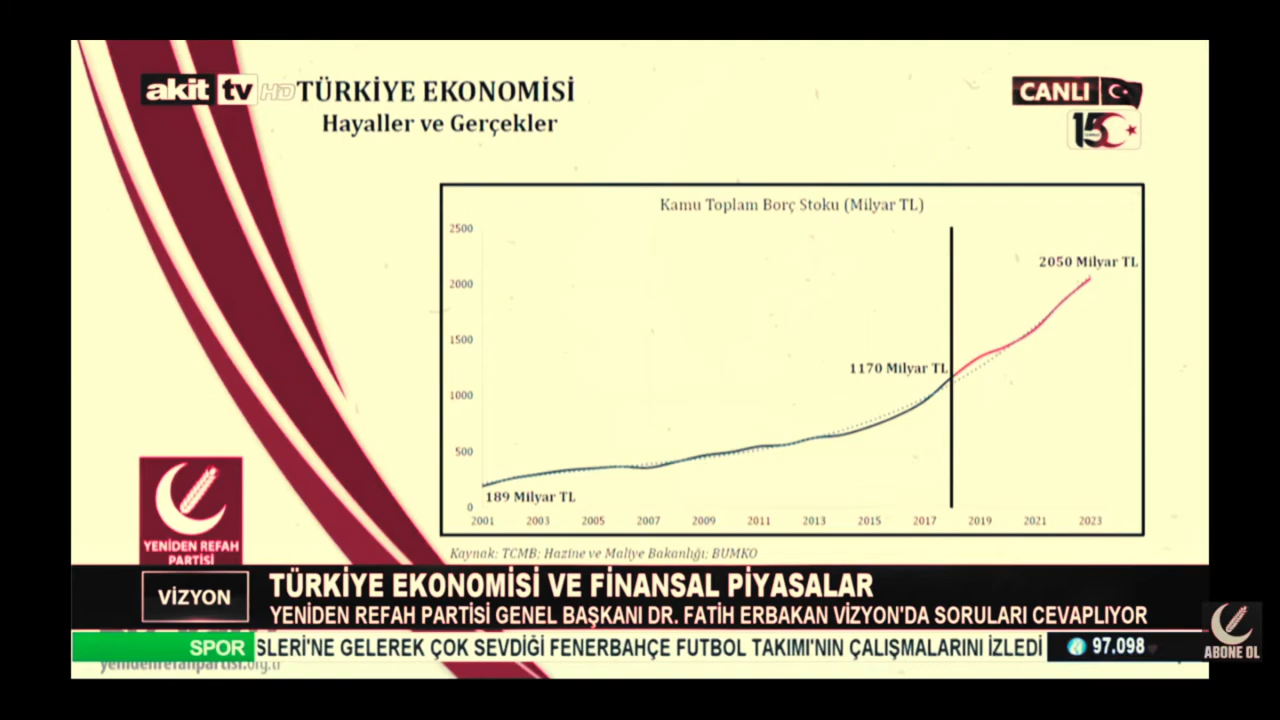 akit tv HD
TÜRKİYE EKONOMİSİ
Hayaller ve Gerçekler
CANLI
15
Kamu Toplam Borç Stoku (Milyar TL)
2500
2000
1500
1000
500
0
2050 Milyar TL
1170 Milyar TL
189 Milyar TL
2001 2003 2005 2007 2009 2011 2013 2015 2017 2019 2021 2023
Kaynak: TCMB; Hazine ve Maliye Bakanlığı; BUMKO
YENİDEN REFAH
PARTİSİ
VİZYON
TÜRKİYE EKONOMİSİ VE FİNANSAL PİYASALAR
YENİDEN REFAH PARTİSİ GENEL BAŞKANI DR. FATİH ERBAKAN VİZYON'DA SORULARI CEVAPLIYOR
SPOR
SLERİ'NE GELEREK ÇOK SEVDİĞİ FENERBAHÇE FUTBOL TAKIMI'NIN ÇALIŞMALARINI İZLEDİ
97.098
ABONE OL
yenidenrefahpartisi.org.tr